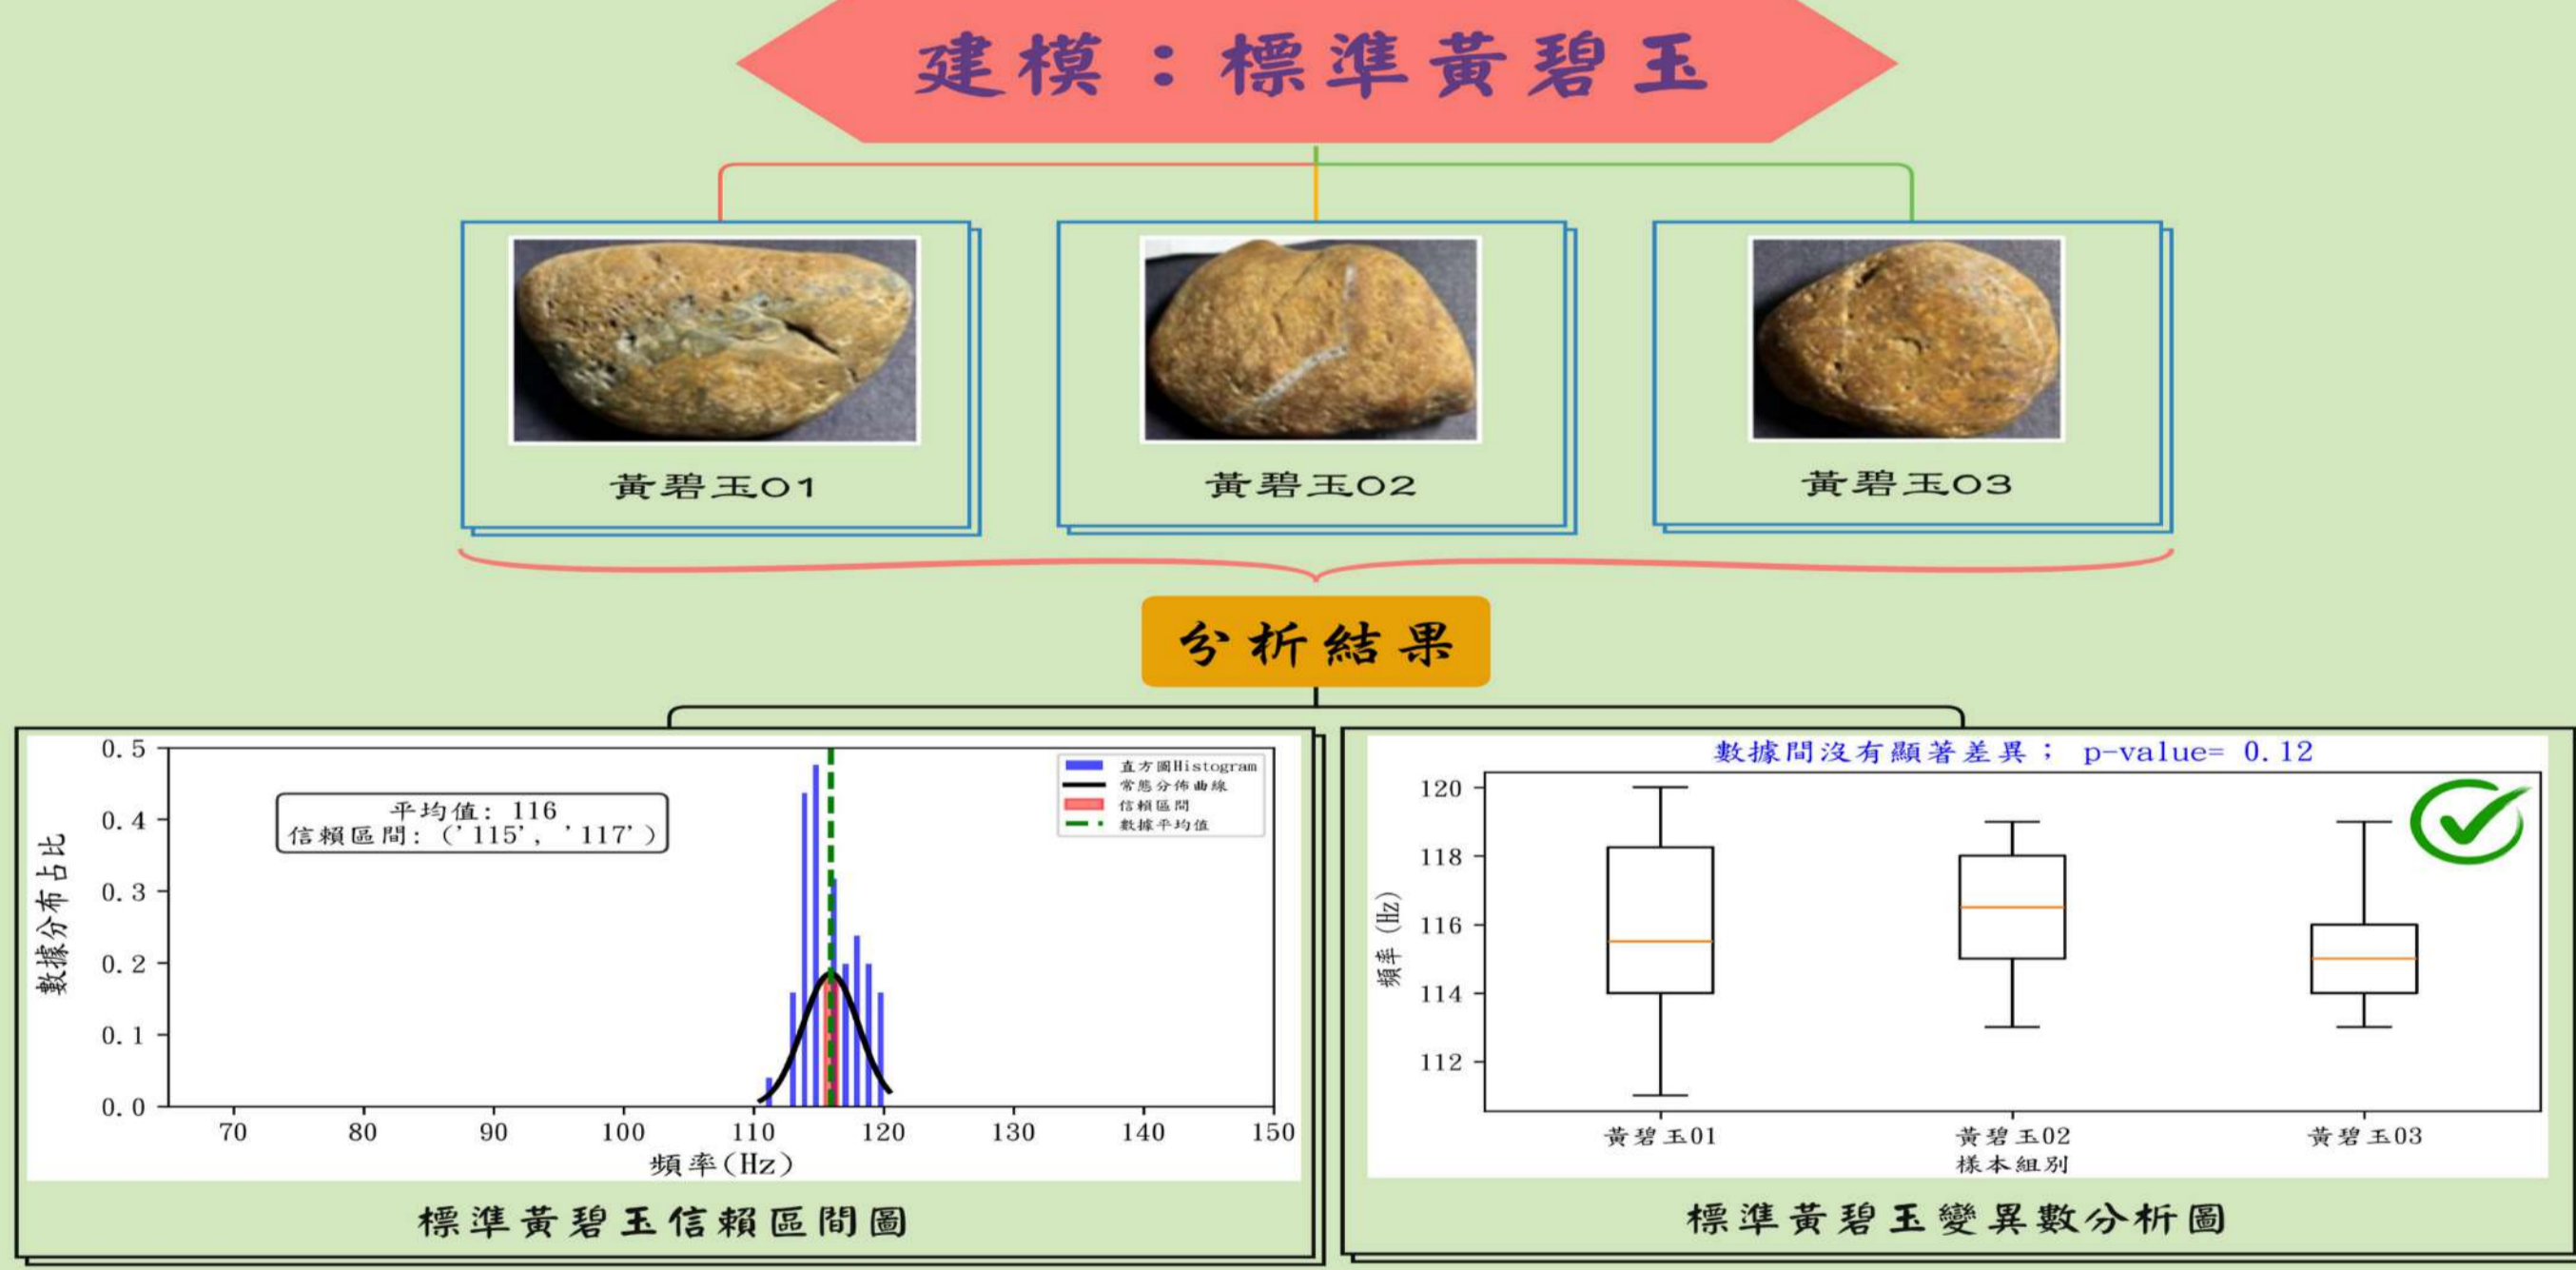 建模：標準黃碧玉
黃碧玉01
黃碧玉02
黃碧玉03
分析結果
0.5
0.4
0.3
0.2
0.1
0.0
數據分布占比
平均值: 116
信賴區間: ('115', '117')
直方圖Histogram
常態分佈曲線
信賴區間
數據平均值
70 80 90 100 110 120 130 140 150
頻率(Hz)
標準黃碧玉信賴區間圖
數據間沒有顯著差異； p-value= 0.12
120
118
116
114
112
頻率 (Hz)
黃碧玉01 黃碧玉02 黃碧玉03
樣本組別
標準黃碧玉變異數分析圖